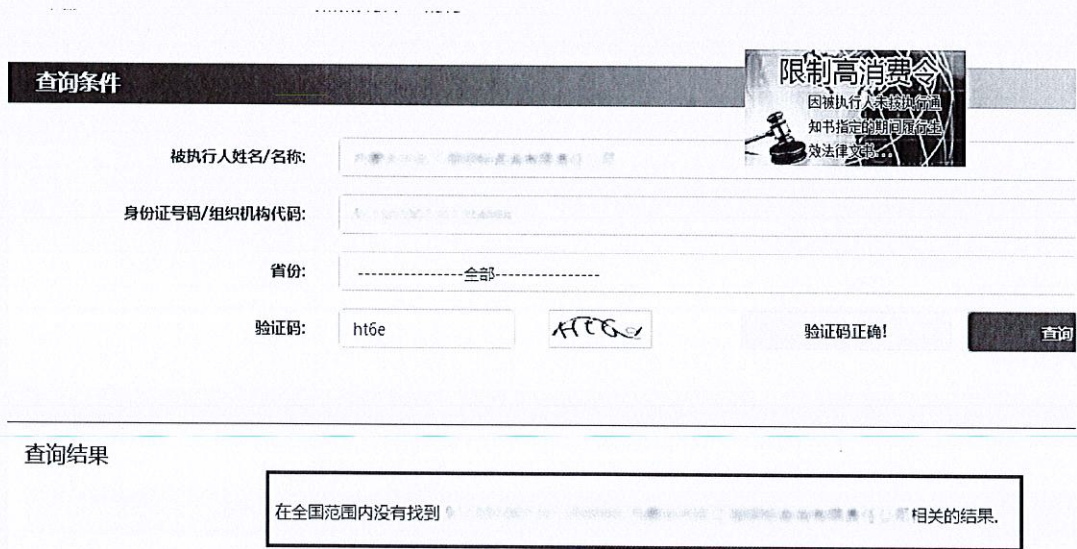 限制高消费令
查询条件
因被执行人未按执行通
知书指定的期间履行生
效法律文书...
被执行人姓名/名称:
身份证号码/组织机构代码:
省份: ----------------全部----------------
验证码: ht6e 验证码正确! 查询
查询结果
在全国范围内没有找到 相关的结果.